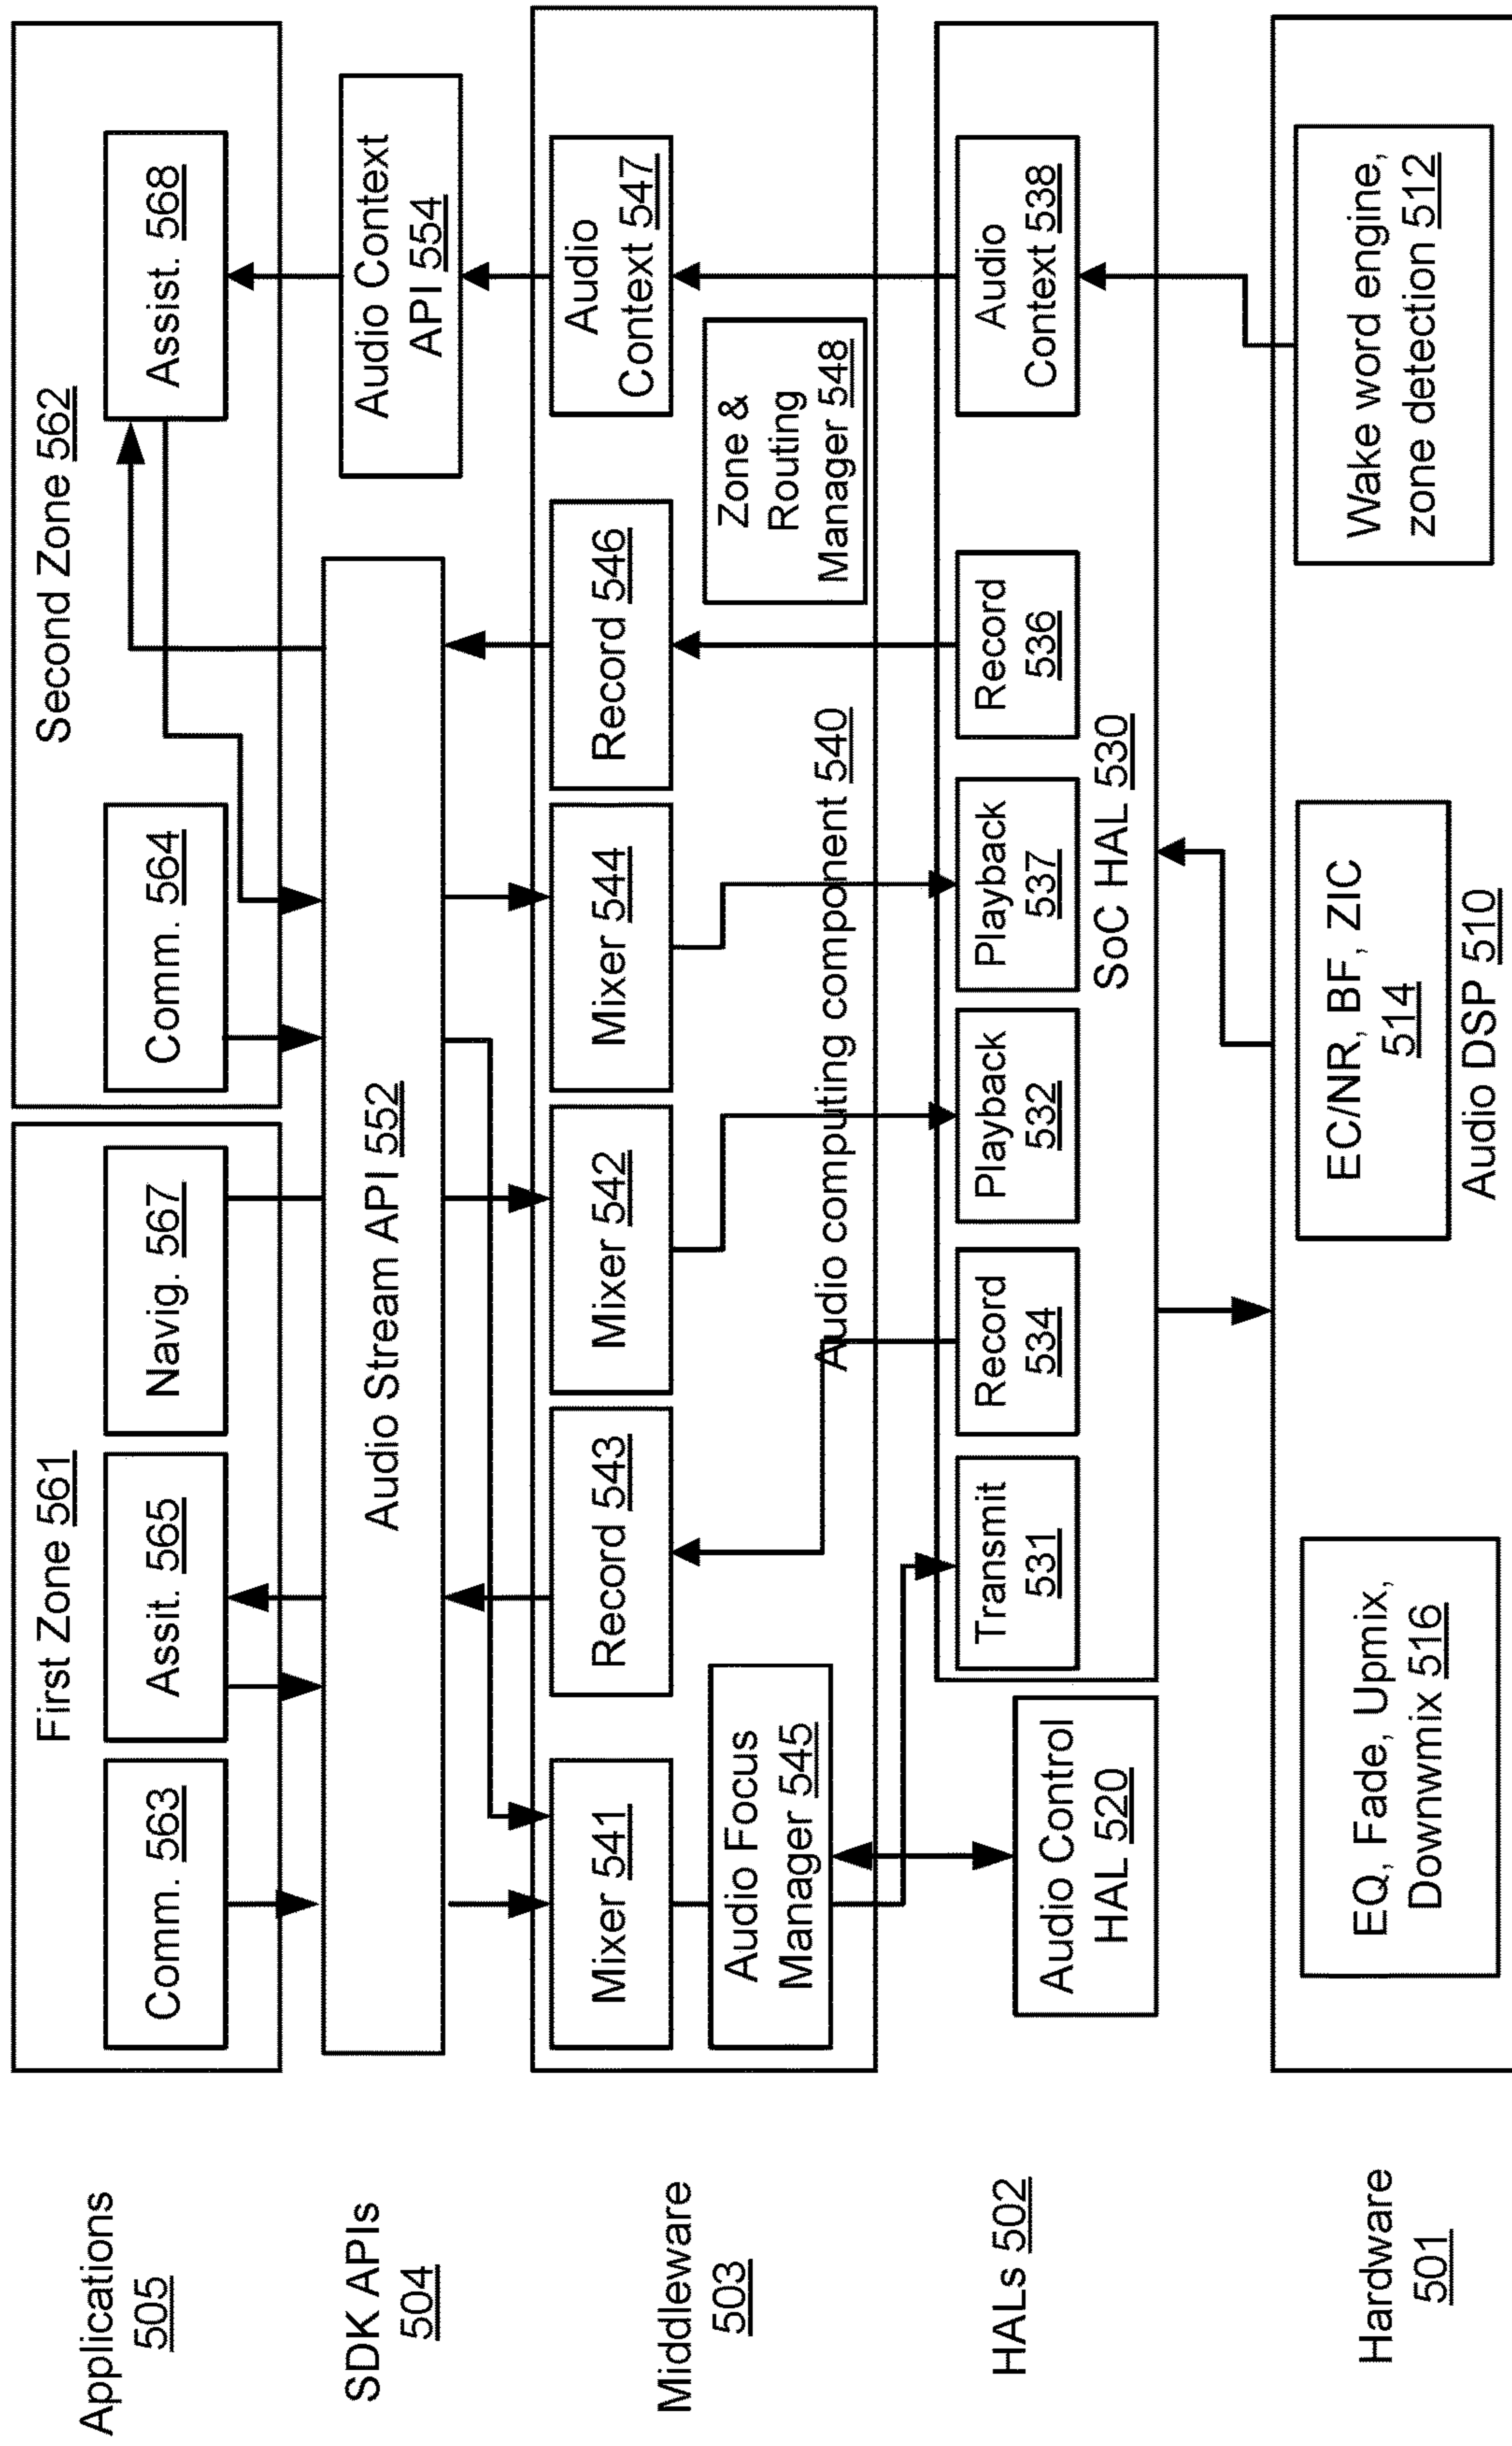 Applications
505
First Zone 561
Comm. 563
Assit. 565
Navig. 567
Second Zone 562
Comm. 564
Assist. 568
SDK APIs
504
Audio Stream API 552
Audio Context
API 554
Middleware
503
Mixer 541
Record 543
Mixer 542
Mixer 544
Record 546
Audio
Context 547
Audio Focus
Manager 545
Zone &
Routing
Manager 548
Audio computing component 540
HALs 502
Audio Control
HAL 520
Transmit
531
Record
534
Playback
532
Playback
537
Record
536
Audio
Context 538
SoC HAL 530
Hardware
501
EQ, Fade, Upmix,
Downwmix 516
EC/NR, BF, ZIC
514
Wake word engine,
zone detection 512
Audio DSP 510